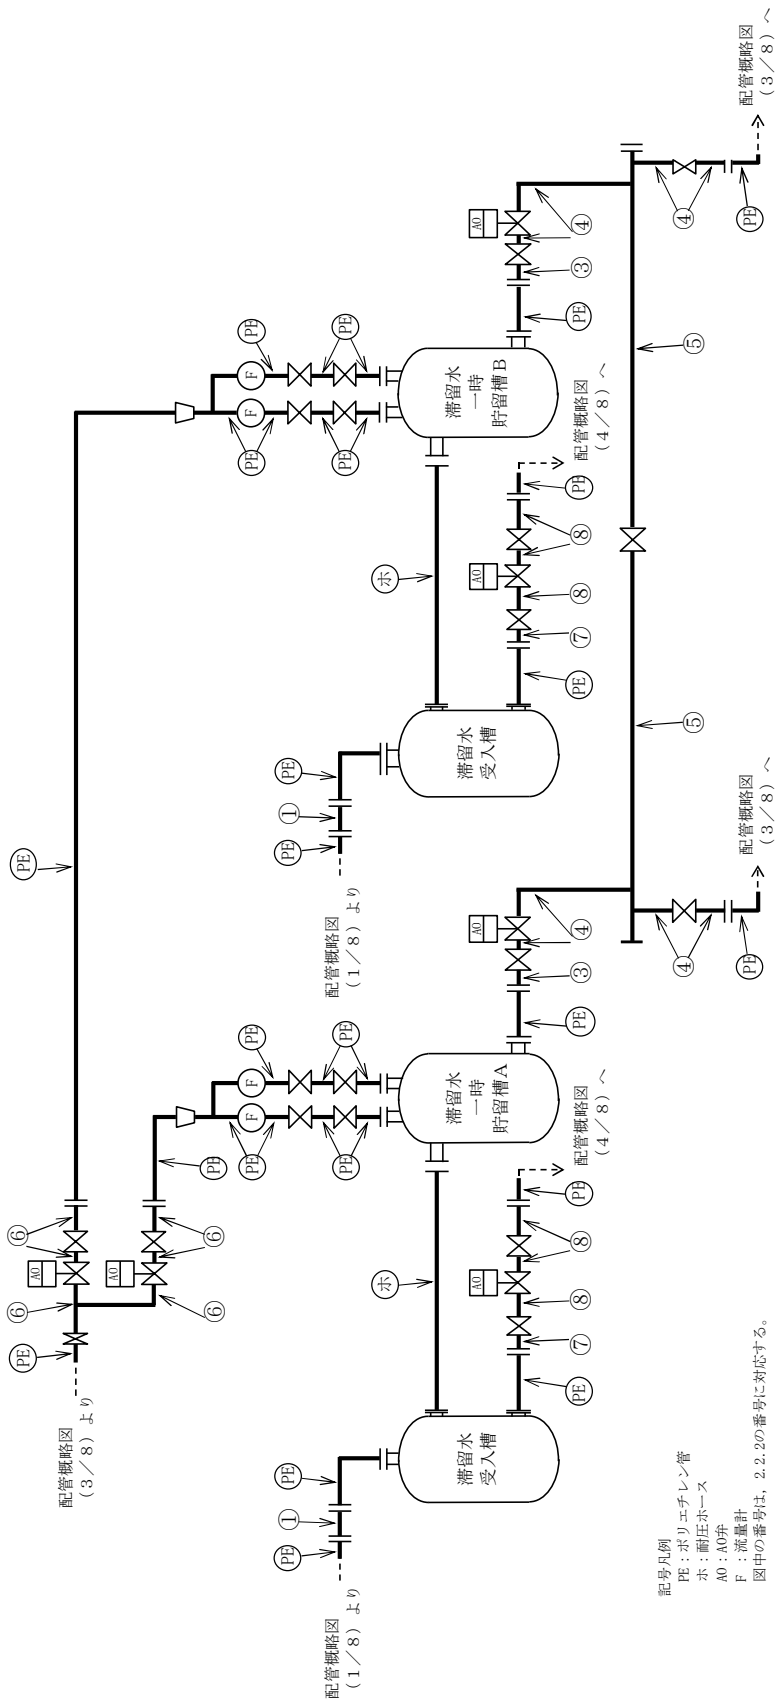 PE
⑥
⑥
PE
AO
配管概略図
（３／８）より
AO
⑥
⑥
PE
PE
F
F
PE
PE
F
F
PE
PE
①
PE
PE
①
PE
配管概略図
（１／８）より
配管概略図
（１／８）より
PE
PE
PE
PE
ホ
ホ
滞留水
受入槽
滞留水
一時
貯留槽A
滞留水
受入槽
滞留水
一時
貯留槽B
AO
AO
AO
AO
PE
⑦
⑧
⑧
PE
配管概略図
（４／８）へ
PE
③
④
PE
⑦
⑧
⑧
PE
配管概略図
（４／８）へ
PE
③
④
④
⑤
⑤
④
PE
配管概略図
（３／８）へ
PE
配管概略図
（３／８）へ
記号凡例
PE：ポリエチレン管
ホ：耐圧ホース
AO：AO弁
F ：流量計
図中の番号は，2.2.2の番号に対応する。